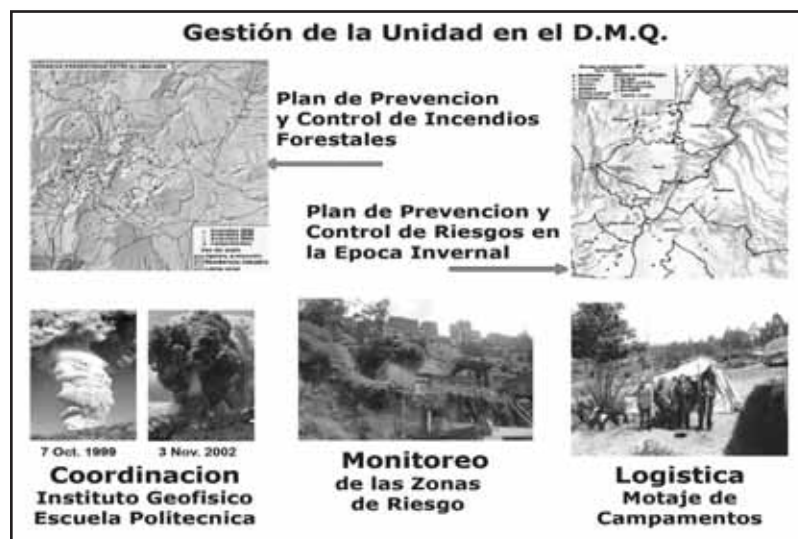 Gestión de la Unidad en el D.M.Q.
Plan de Prevencion
y Control de Incendios
Forestales
Plan de Prevencion y
Control de Riesgos en
la Epoca Invernal
7 Oct. 1999
3 Nov. 2002
Coordinacion
Instituto Geofisico
Escuela Politecnica
Monitoreo
de las Zonas
de Riesgo
Logistica
Motaje de
Campamentos